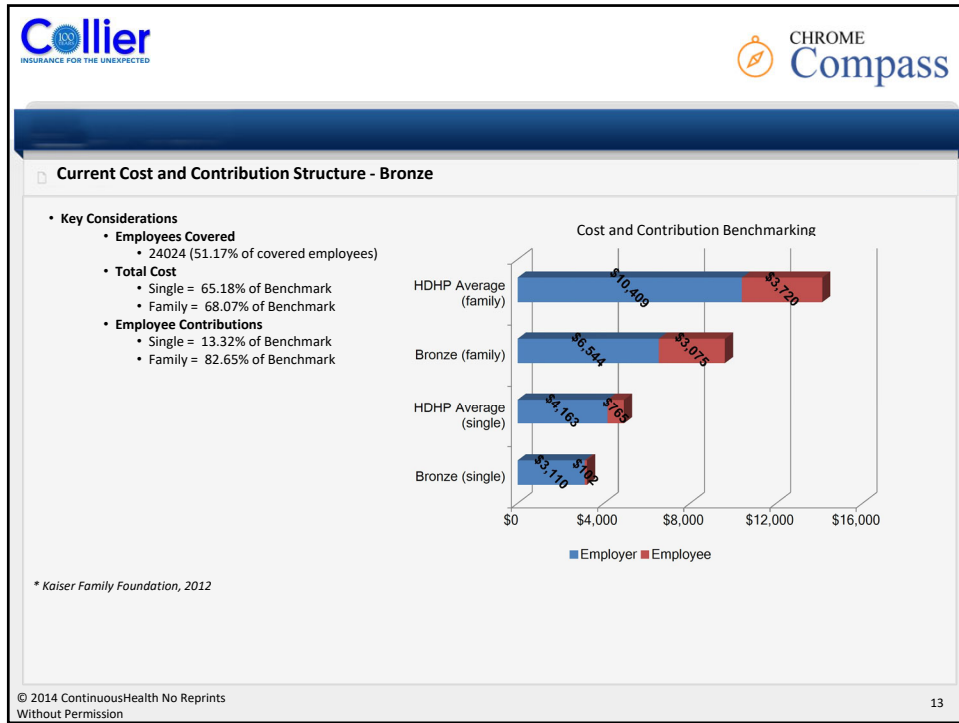 Collier
100
YEARS
INSURANCE FOR THE UNEXPECTED
CHROME
Compass
Current Cost and Contribution Structure - Bronze
• Key Considerations
• Employees Covered
• 24024 (51.17% of covered employees)
• Total Cost
• Single = 65.18% of Benchmark
• Family = 68.07% of Benchmark
• Employee Contributions
• Single = 13.32% of Benchmark
• Family = 82.65% of Benchmark
Cost and Contribution Benchmarking
HDHP Average
(family)
$10,409
$3,720
Bronze (family)
$6,544
$3,075
HDHP Average
(single)
$4,163
$765
Bronze (single)
$3,110
$102
$0 $4,000 $8,000 $12,000 $16,000
Employer Employee
* Kaiser Family Foundation, 2012
© 2014 ContinuousHealth No Reprints
Without Permission
13